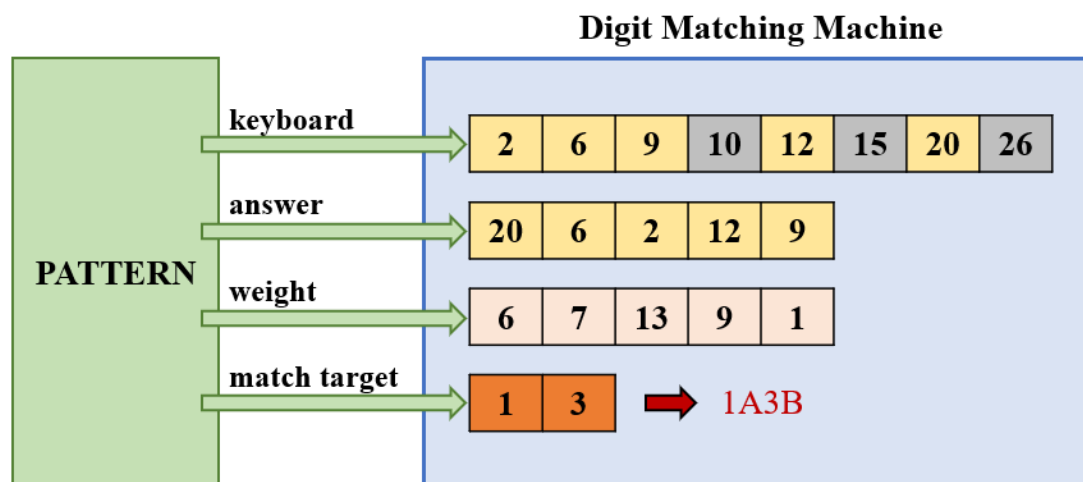 Digit Matching Machine
PATTERN
keyboard
2 6 9 10 12 15 20 26
answer
20 6 2 12 9
weight
6 7 13 9 1
match target
1 3
1A3B